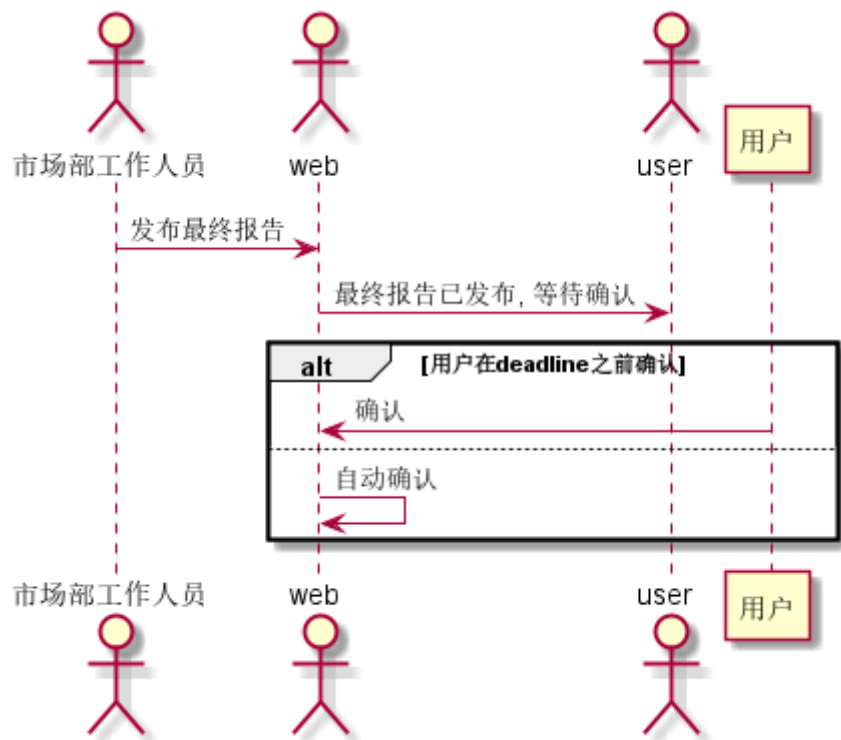 市场部工作人员
web
user
用户
发布最终报告
最终报告已发布, 等待确认
alt
[用户在deadline之前确认]
确认
自动确认
市场部工作人员
web
user
用户